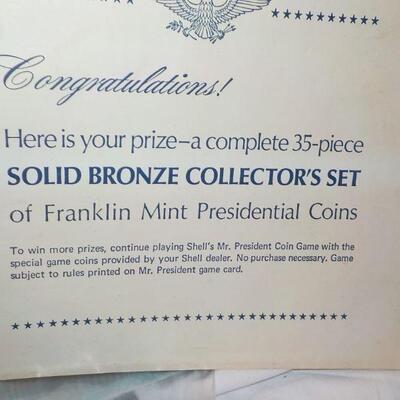 Congratulations!
Here is your prize—a complete 35-piece
SOLID BRONZE COLLECTOR'S SET
of Franklin Mint Presidential Coins
To win more prizes, continue playing Shell's Mr. President Coin Game with the
special game coins provided by your Shell dealer. No purchase necessary. Game
subject to rules printed on Mr. President game card.